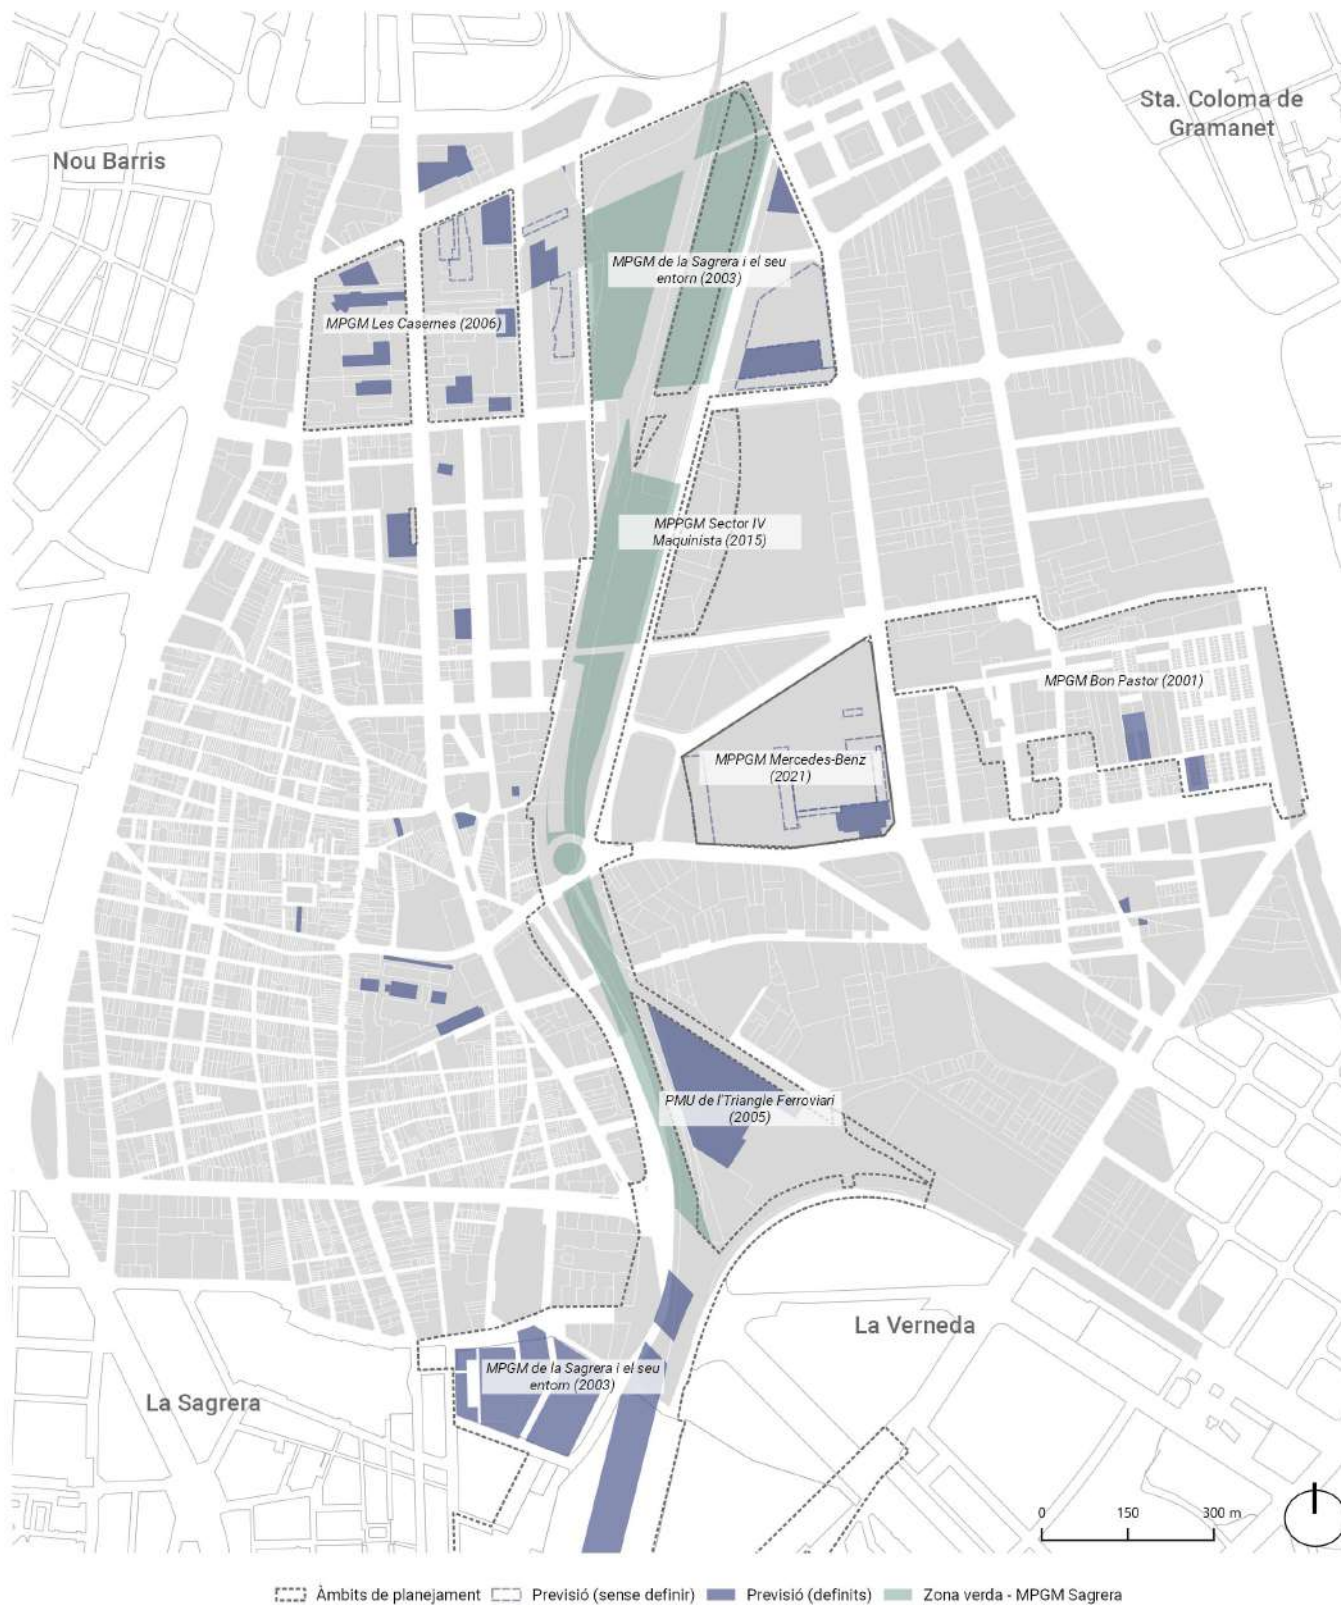 Sta. Coloma de
Gramanet
Nou Barris
MPGM de la Sagrera i el seu
entorn (2003)
MPGM Les Casernes (2006)
MPPGM Sector IV
Maquinista (2015)
MPGM Bon Pastor (2001)
MPPGM Mercedes-Benz
(2021)
PMU de l'Triangle Ferroviari
(2005)
La Verneda
MPGM de la Sagrera i el seu
entorn (2003)
La Sagrera
0 150 300 m
Àmbits de planejament Previsió (sense definir) Previsió (definits) Zona verda - MPGM Sagrera